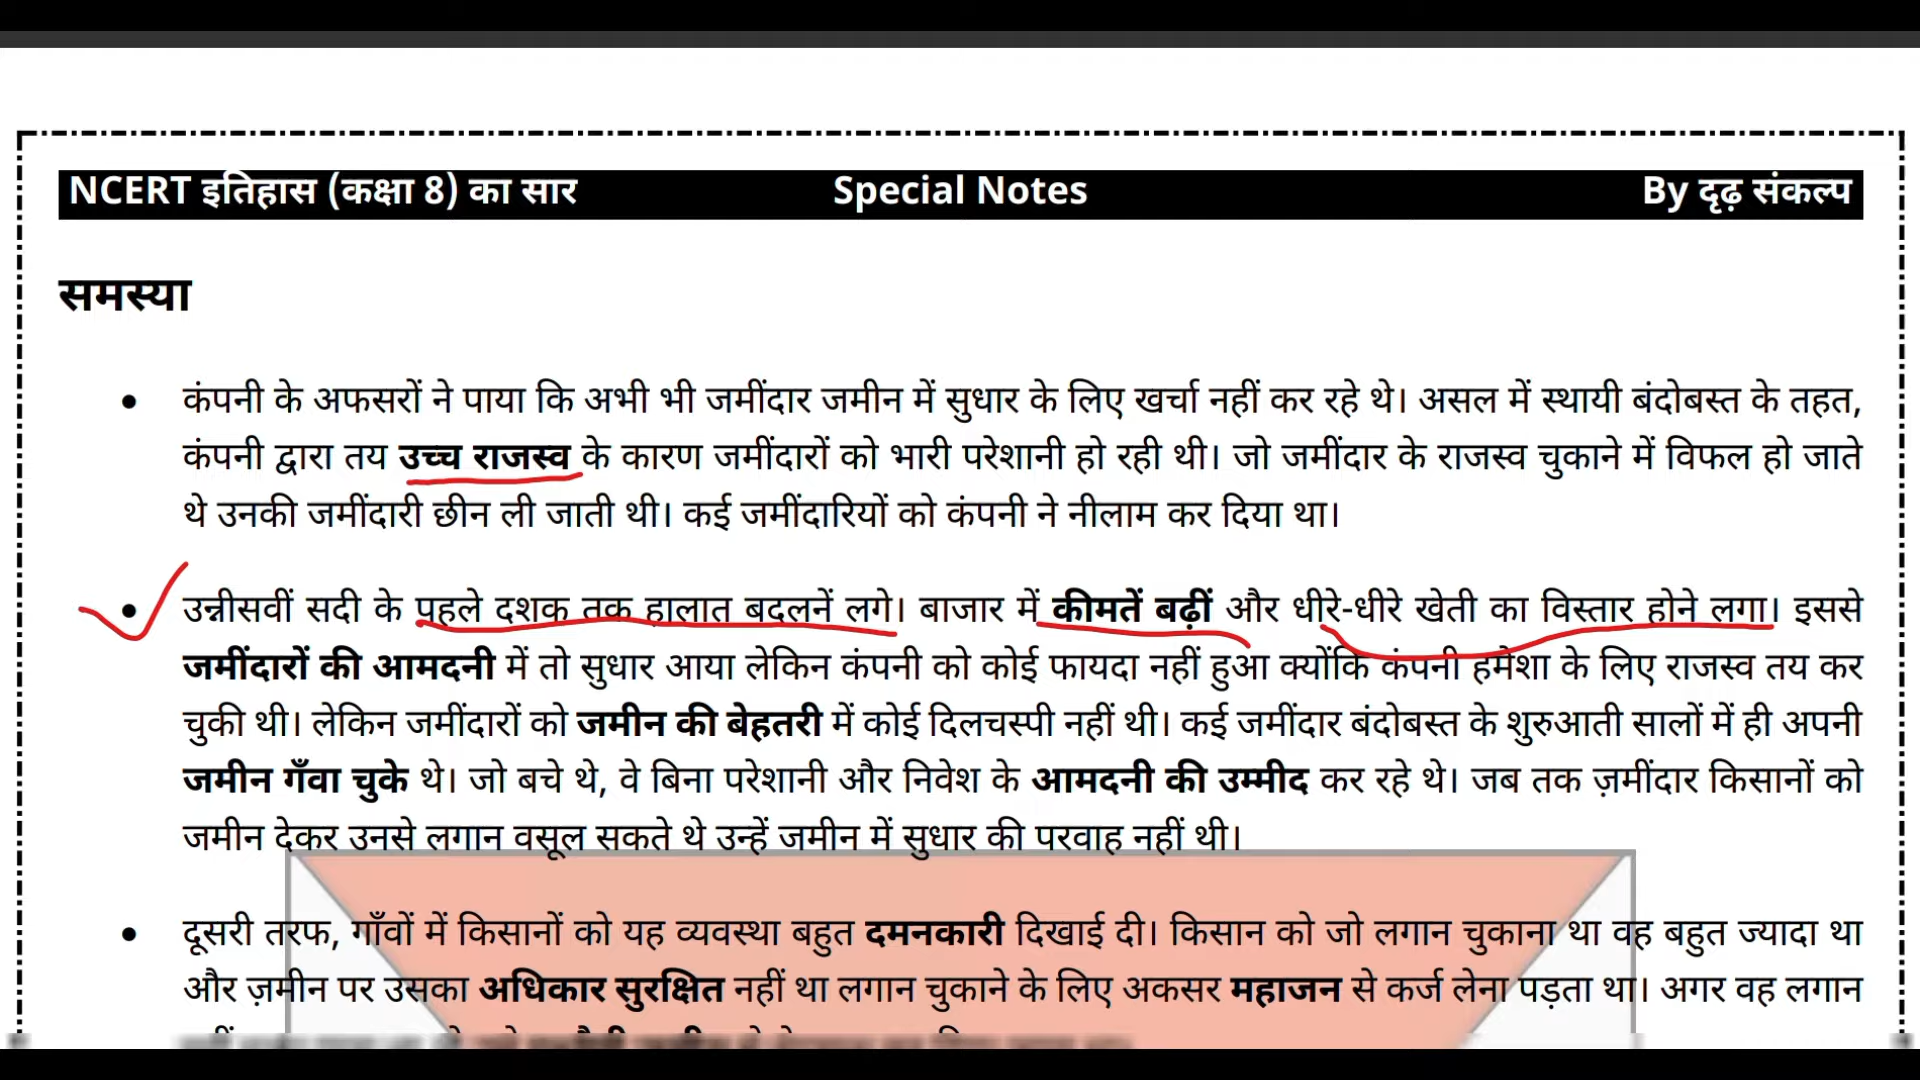 NCERT इतिहास (कक्षा 8) का सार Special Notes By दृढ़ संकल्प
समस्या
• कंपनी के अफसरों ने पाया कि अभी भी जमींदार जमीन में सुधार के लिए खर्चा नहीं कर रहे थे। असल में स्थायी बंदोबस्त के तहत,
कंपनी द्वारा तय उच्च राजस्व के कारण जमींदारों को भारी परेशानी हो रही थी। जो जमींदार के राजस्व चुकाने में विफल हो जाते
थे उनकी जमींदारी छीन ली जाती थी। कई जमींदारियों को कंपनी ने नीलाम कर दिया था।
• उन्नीसवीं सदी के पहले दशक तक हालात बदलनें लगे। बाजार में कीमतें बढ़ीं और धीरे-धीरे खेती का विस्तार होने लगा। इससे
जमींदारों की आमदनी में तो सुधार आया लेकिन कंपनी को कोई फायदा नहीं हुआ क्योंकि कंपनी हमेशा के लिए राजस्व तय कर
चुकी थी। लेकिन जमींदारों को जमीन की बेहतरी में कोई दिलचस्पी नहीं थी। कई जमींदार बंदोबस्त के शुरुआती सालों में ही अपनी
जमीन गँवा चुके थे। जो बचे थे, वे बिना परेशानी और निवेश के आमदनी की उम्मीद कर रहे थे। जब तक ज़मींदार किसानों को
जमीन देकर उनसे लगान वसूल सकते थे उन्हें जमीन में सुधार की परवाह नहीं थी।
• दूसरी तरफ, गाँवों में किसानों को यह व्यवस्था बहुत दमनकारी दिखाई दी। किसान को जो लगान चुकाना था वह बहुत ज्यादा था
और ज़मीन पर उसका अधिकार सुरक्षित नहीं था लगान चुकाने के लिए अकसर महाजन से कर्ज लेना पड़ता था। अगर वह लगान